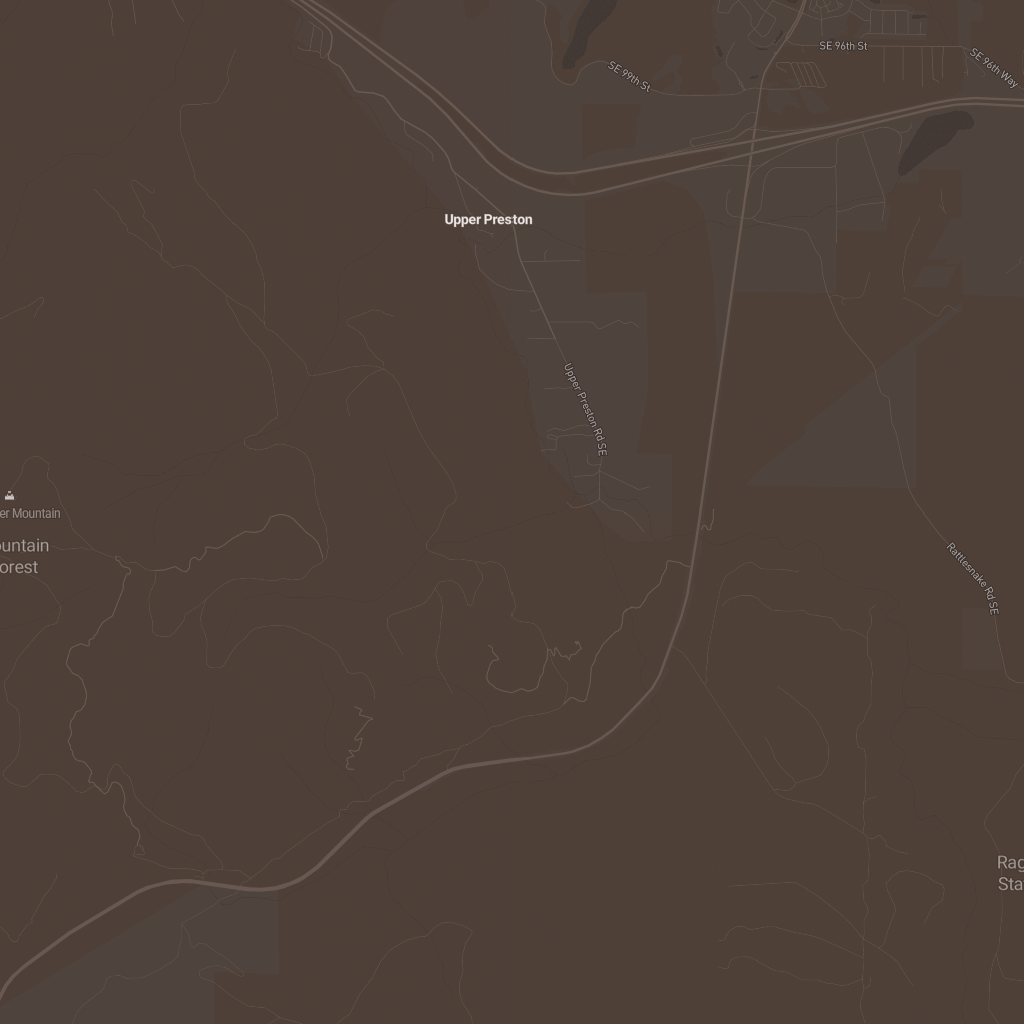 SE 96th St
SE 96th Way
SE 99th St
Upper Preston
Upper Preston Rd SE
er Mountain
ountain
orest
Rattlesnake Rd SE
Rag
Sta